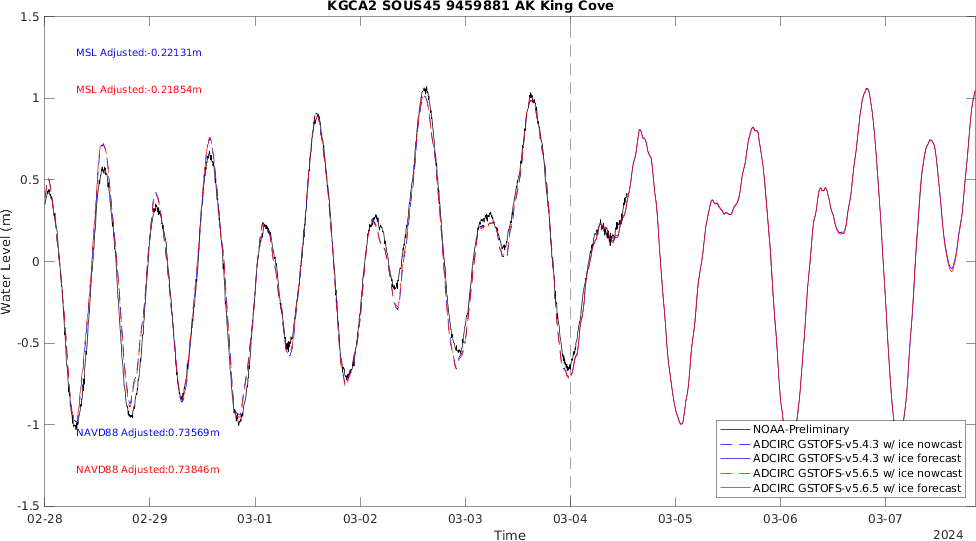 KGCA2 SOUS45 9459881 AK King Cove
1.5
MSL Adjusted:-0.22131m
MSL Adjusted:-0.21854m
1
0.5
Water Level (m)
0
-0.5
-1
NAVD88 Adjusted:0.73569m
NAVD88 Adjusted:0.73846m
-1.5
NOAA-Preliminary
ADCIRC GSTOFS-v5.4.3 w/ ice nowcast
ADCIRC GSTOFS-v5.4.3 w/ ice forecast
ADCIRC GSTOFS-v5.6.5 w/ ice nowcast
ADCIRC GSTOFS-v5.6.5 w/ ice forecast
02-28 02-29 03-01 03-02 03-03 03-04 03-05 03-06 03-07
Time
2024